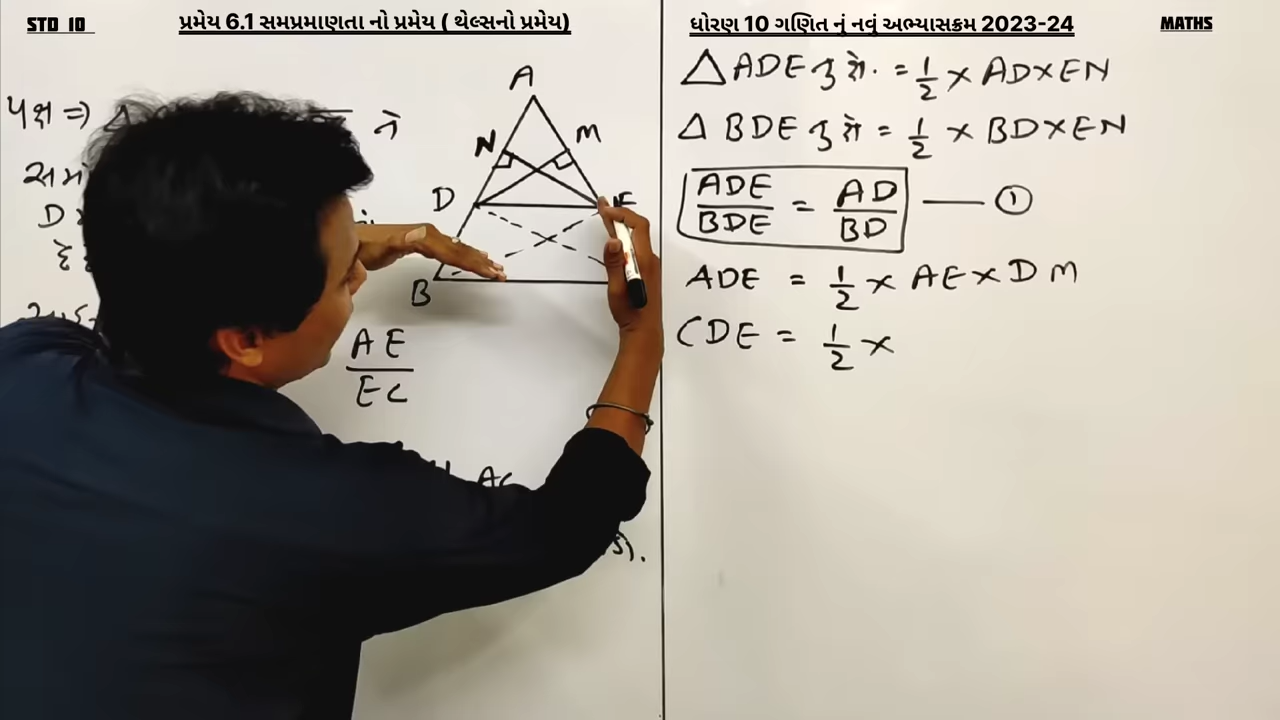 STD 10
પ્રમેય 6.1 સમપ્રમાણતા નો પ્રમેય ( થેલ્સનો પ્રમેય)
ધોરણ 10 ગણિત નું નવું અભ્યાસક્રમ 2023-24
MATHS
પક્ષ ⇒ Δ
ને
D
A
N
M
D
E
B
AE
EC
AC
△ ADE નું ક્ષે. = 1/2 × AD×EN
△ BDE નું ક્ષે = 1/2 × BD×EN
ADE/BDE = AD/BD —— ①
ADE = 1/2 × AE×DM
CDE = 1/2 ×